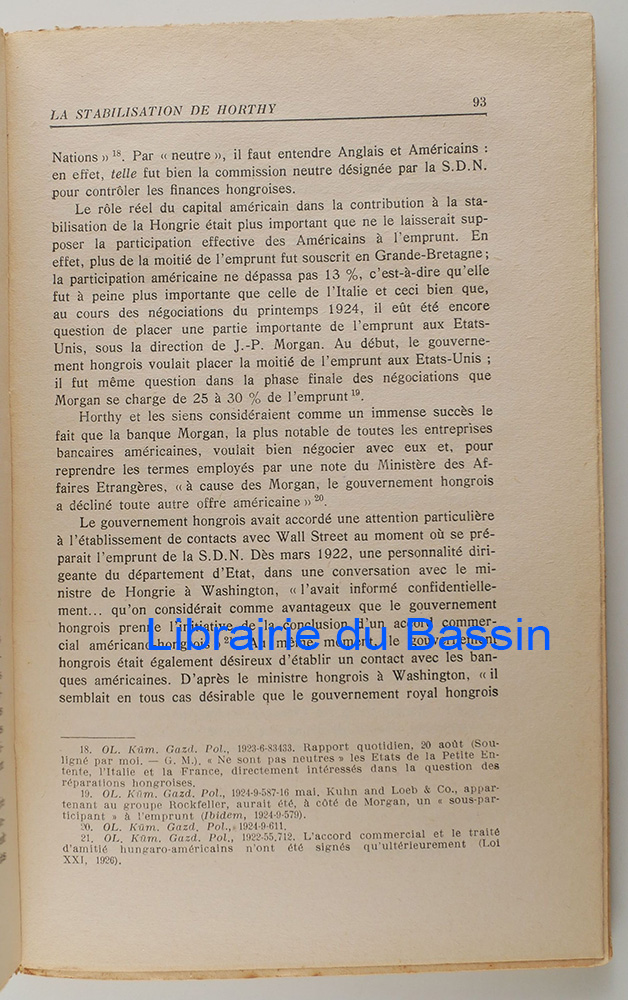 LA STABILISATION DE HORTHY 93
Nations » 18. Par « neutre », il faut entendre Anglais et Américains :
en effet, telle fut bien la commission neutre désignée par la S.D.N.
pour contrôler les finances hongroises.
Le rôle réel du capital américain dans la contribution à la sta-
bilisation de la Hongrie était plus important que ne le laisserait sup-
poser la participation effective des Américains à l'emprunt. En
effet, plus de la moitié de l'emprunt fut souscrit en Grande-Bretagne ;
la participation américaine ne dépassa pas 13 %, c'est-à-dire qu'elle
fut à peine plus importante que celle de l'Italie et ceci bien que,
au cours des négociations du printemps 1924, il eût été encore
question de placer une partie importante de l'emprunt aux Etats-
Unis, sous la direction de J.-P. Morgan. Au début, le gouverne-
ment hongrois voulait placer la moitié de l'emprunt aux Etats-Unis ;
il fut même question dans la phase finale des négociations que
Morgan se charge de 25 à 30 % de l'emprunt 19.
Horthy et les siens considéraient comme un immense succès le
fait que la banque Morgan, la plus notable de toutes les entreprises
bancaires américaines, voulait bien négocier avec eux et, pour
reprendre les termes employés par une note du Ministère des Af-
faires Etrangères, « à cause des Morgan, le gouvernement hongrois
a décliné toute autre offre américaine » 20.
Le gouvernement hongrois avait accordé une attention particulière
à l'établissement de contacts avec Wall Street au moment où se pré-
parait l'emprunt de la S.D.N. Dès mars 1922, une personnalité diri-
geante du département d'Etat, dans une conversation avec le mi-
nistre de Hongrie à Washington, « l'avait informé confidentielle-
ment... qu'on considérait comme avantageux que le gouvernement
hongrois prenne l'initiative de la conclusion d'un accord commer-
cial américano-hongrois » 21. Au même moment, le gouvernement
Librairie du Bassin
hongrois était également désireux d'établir un contact avec les ban-
ques américaines. D'après le ministre hongrois à Washington, « il
semblait en tous cas désirable que le gouvernement royal hongrois
18. OL. Küm. Gazd. Pol., 1923-6-83433. Rapport quotidien, 20 août (Sou-
ligné par moi. — G. M.). « Ne sont pas neutres » les Etats de la Petite En-
tente, l'Italie et la France, directement intéressés dans la question des
réparations hongroises.
19. OL. Küm. Gazd. Pol., 1924-9-587-16 mai. Kuhn and Loeb & Co., appar-
tenant au groupe Rockfeller, aurait été, à côté de Morgan, un « sous-par-
ticipant » à l'emprunt (Ibidem, 1924-9-579).
20. OL. Küm. Gazd. Pol., 1924-9-611.
21. OL. Küm. Gazd. Pol., 1922-55,712. L'accord commercial et le traité
d'amitié hungaro-américains n'ont été signés qu'ultérieurement (Loi
XXI, 1926).